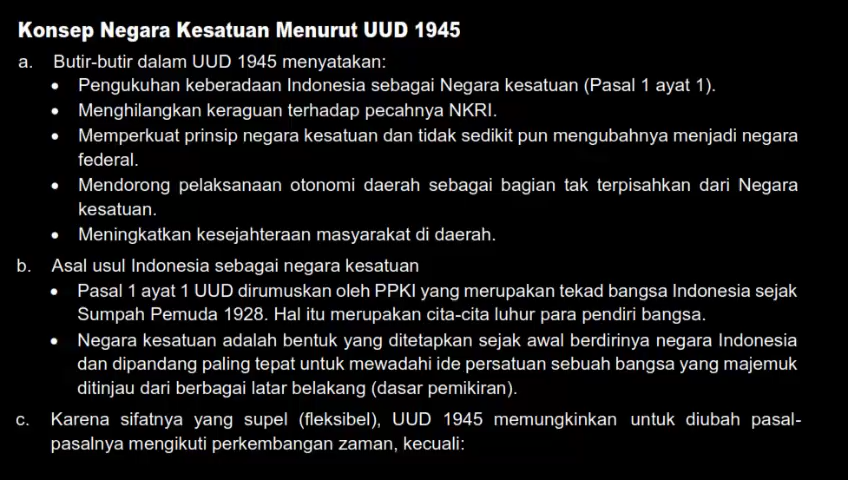 Konsep Negara Kesatuan Menurut UUD 1945
a. Butir-butir dalam UUD 1945 menyatakan:
• Pengukuhan keberadaan Indonesia sebagai Negara kesatuan (Pasal 1 ayat 1).
• Menghilangkan keraguan terhadap pecahnya NKRI.
• Memperkuat prinsip negara kesatuan dan tidak sedikit pun mengubahnya menjadi negara
federal.
• Mendorong pelaksanaan otonomi daerah sebagai bagian tak terpisahkan dari Negara
kesatuan.
• Meningkatkan kesejahteraan masyarakat di daerah.
b. Asal usul Indonesia sebagai negara kesatuan
• Pasal 1 ayat 1 UUD dirumuskan oleh PPKI yang merupakan tekad bangsa Indonesia sejak
Sumpah Pemuda 1928. Hal itu merupakan cita-cita luhur para pendiri bangsa.
• Negara kesatuan adalah bentuk yang ditetapkan sejak awal berdirinya negara Indonesia
dan dipandang paling tepat untuk mewadahi ide persatuan sebuah bangsa yang majemuk
ditinjau dari berbagai latar belakang (dasar pemikiran).
c. Karena sifatnya yang supel (fleksibel), UUD 1945 memungkinkan untuk diubah pasal-
pasalnya mengikuti perkembangan zaman, kecuali: